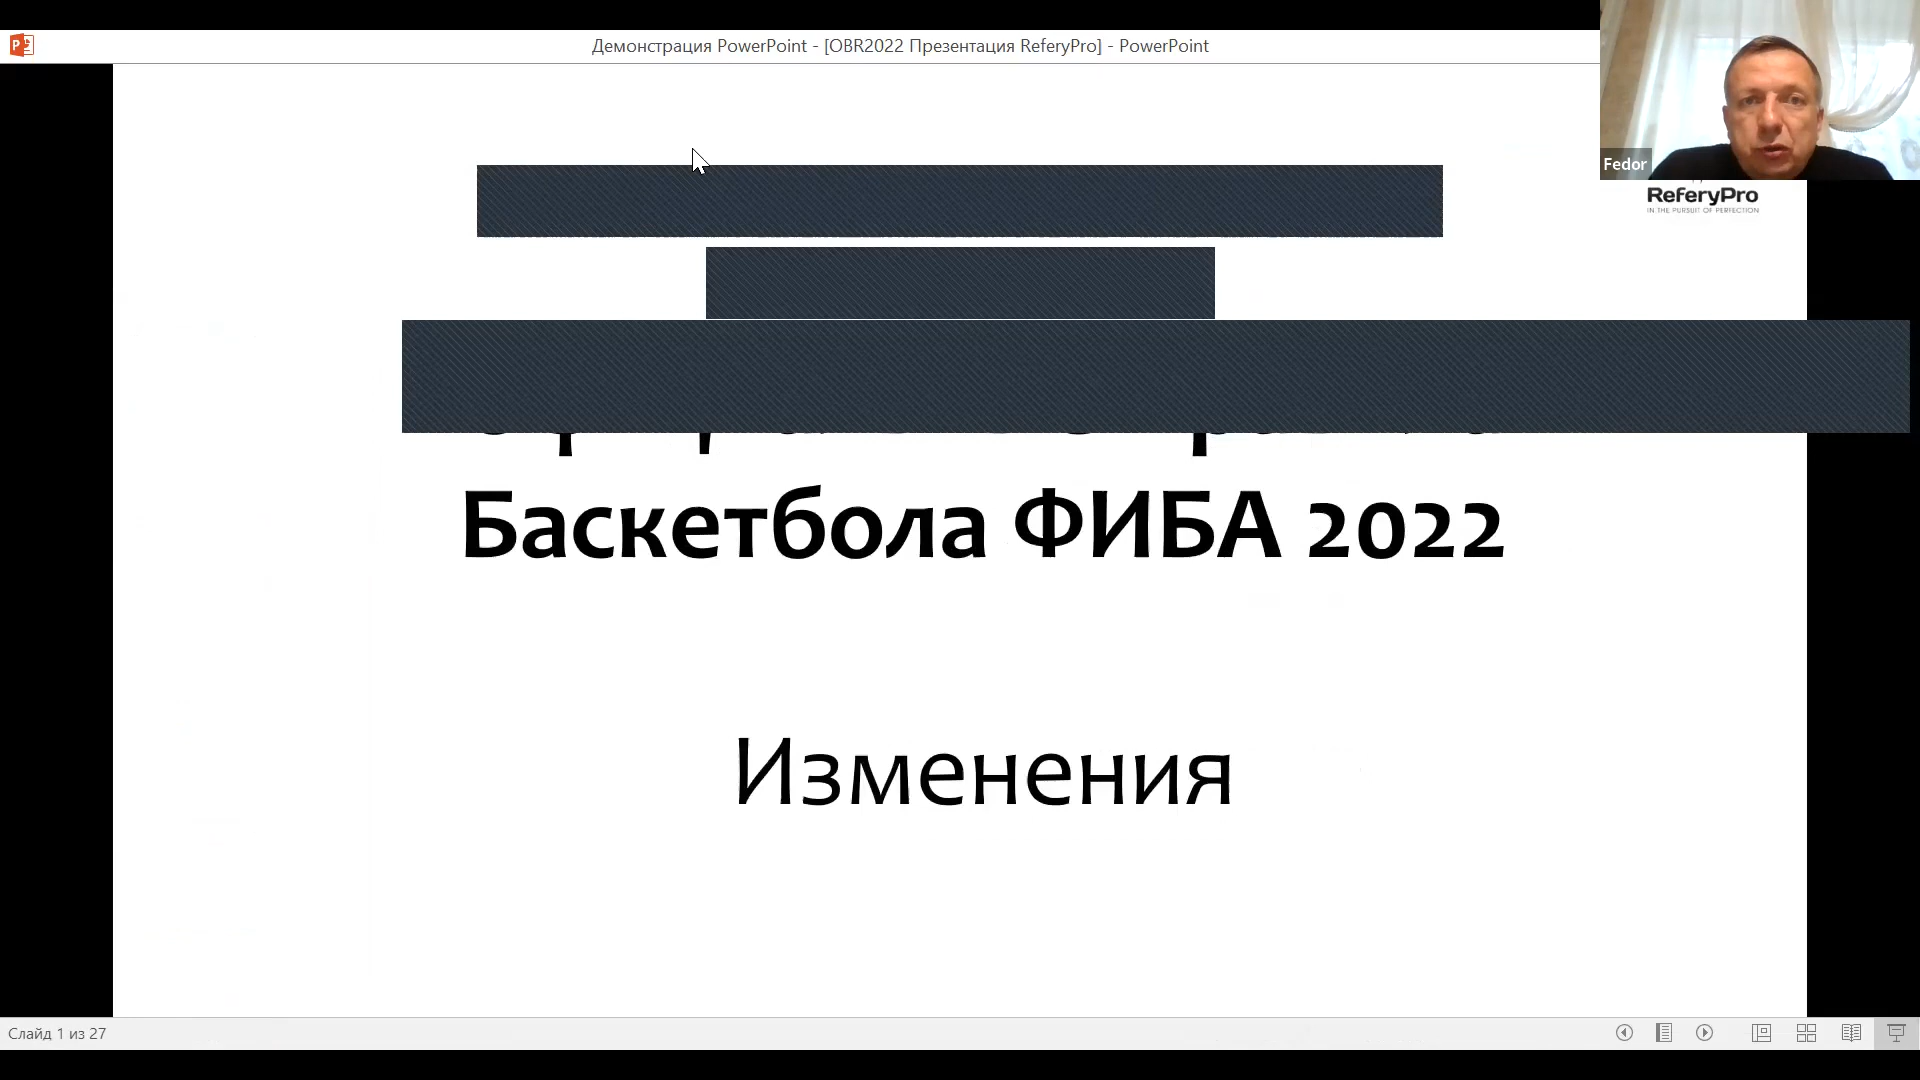 Демонстрация PowerPoint - [OBR2022 Презентация ReferyPro] - PowerPoint
Fedor
ReferyPro
IN THE PURSUIT OF PERFECTION
Баскетбола ФИБА 2022
Изменения
Слайд 1 из 27